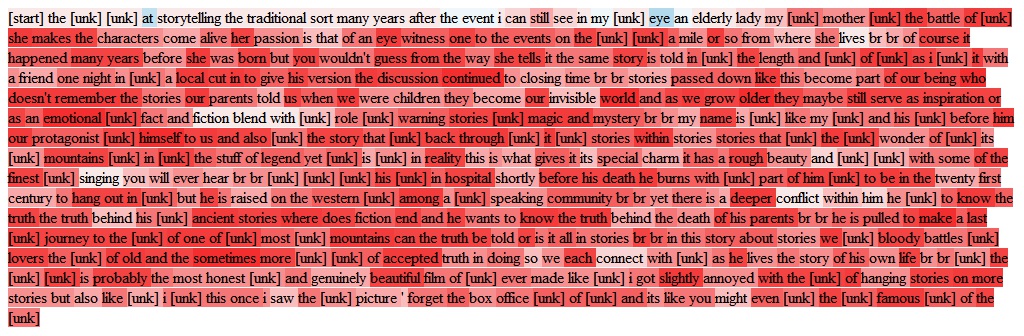 [start] the [unk] [unk] at storytelling the traditional sort many years after the event i can still see in my [unk] eye an elderly lady my [unk] mother [unk] the battle of [unk]
she makes the characters come alive her passion is that of an eye witness one to the events on the [unk] [unk] a mile or so from where she lives br br of course it
happened many years before she was born but you wouldn't guess from the way she tells it the same story is told in [unk] the length and [unk] of [unk] as i [unk] it with
a friend one night in [unk] a local cut in to give his version the discussion continued to closing time br br stories passed down like this become part of our being who
doesn't remember the stories our parents told us when we were children they become our invisible world and as we grow older they maybe still serve as inspiration or
as an emotional [unk] fact and fiction blend with [unk] role [unk] warning stories [unk] magic and mystery br br my name is [unk] like my [unk] and his [unk] before him
our protagonist [unk] himself to us and also [unk] the story that [unk] back through [unk] it [unk] stories within stories stories that [unk] the [unk] wonder of [unk] its
[unk] mountains [unk] in [unk] the stuff of legend yet [unk] is [unk] in reality this is what gives it its special charm it has a rough beauty and [unk] [unk] with some of the
finest [unk] singing you will ever hear br br [unk] [unk] [unk] his [unk] in hospital shortly before his death he burns with [unk] part of him [unk] to be in the twenty first
century to hang out in [unk] but he is raised on the western [unk] among a [unk] speaking community br br yet there is a deeper conflict within him he [unk] to know the
truth the truth behind his [unk] ancient stories where does fiction end and he wants to know the truth behind the death of his parents br br he is pulled to make a last
[unk] journey to the [unk] of one of [unk] most [unk] mountains can the truth be told or is it all in stories br br in this story about stories we [unk] bloody battles [unk]
lovers the [unk] of old and the sometimes more [unk] [unk] of accepted truth in doing so we each connect with [unk] as he lives the story of his own life br br [unk] the
[unk] [unk] is probably the most honest [unk] and genuinely beautiful film of [unk] ever made like [unk] i got slightly annoyed with the [unk] of hanging stories on more
stories but also like [unk] i [unk] this once i saw the [unk] picture ' forget the box office [unk] of [unk] and its like you might even [unk] the [unk] famous [unk] of the
[unk]